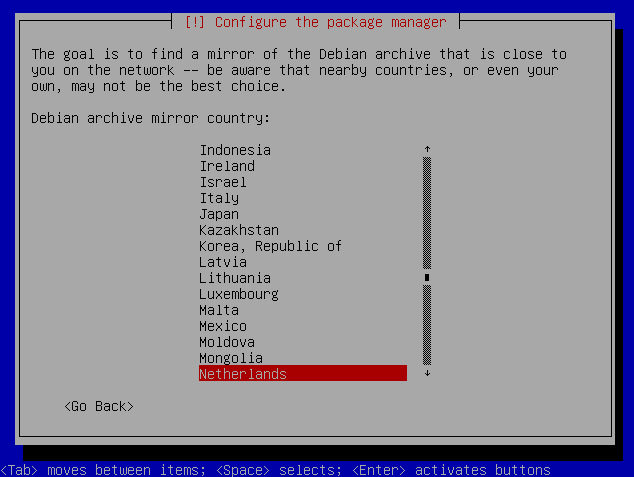 [!] Configure the package manager
The goal is to find a mirror of the Debian archive that is close to
you on the network -- be aware that nearby countries, or even your
own, may not be the best choice.
Debian archive mirror country:
Indonesia
Ireland
Israel
Italy
Japan
Kazakhstan
Korea, Republic of
Latvia
Lithuania
Luxembourg
Malta
Mexico
Moldova
Mongolia
Netherlands
<Go Back>
<Tab> moves between items; <Space> selects; <Enter> activates buttons